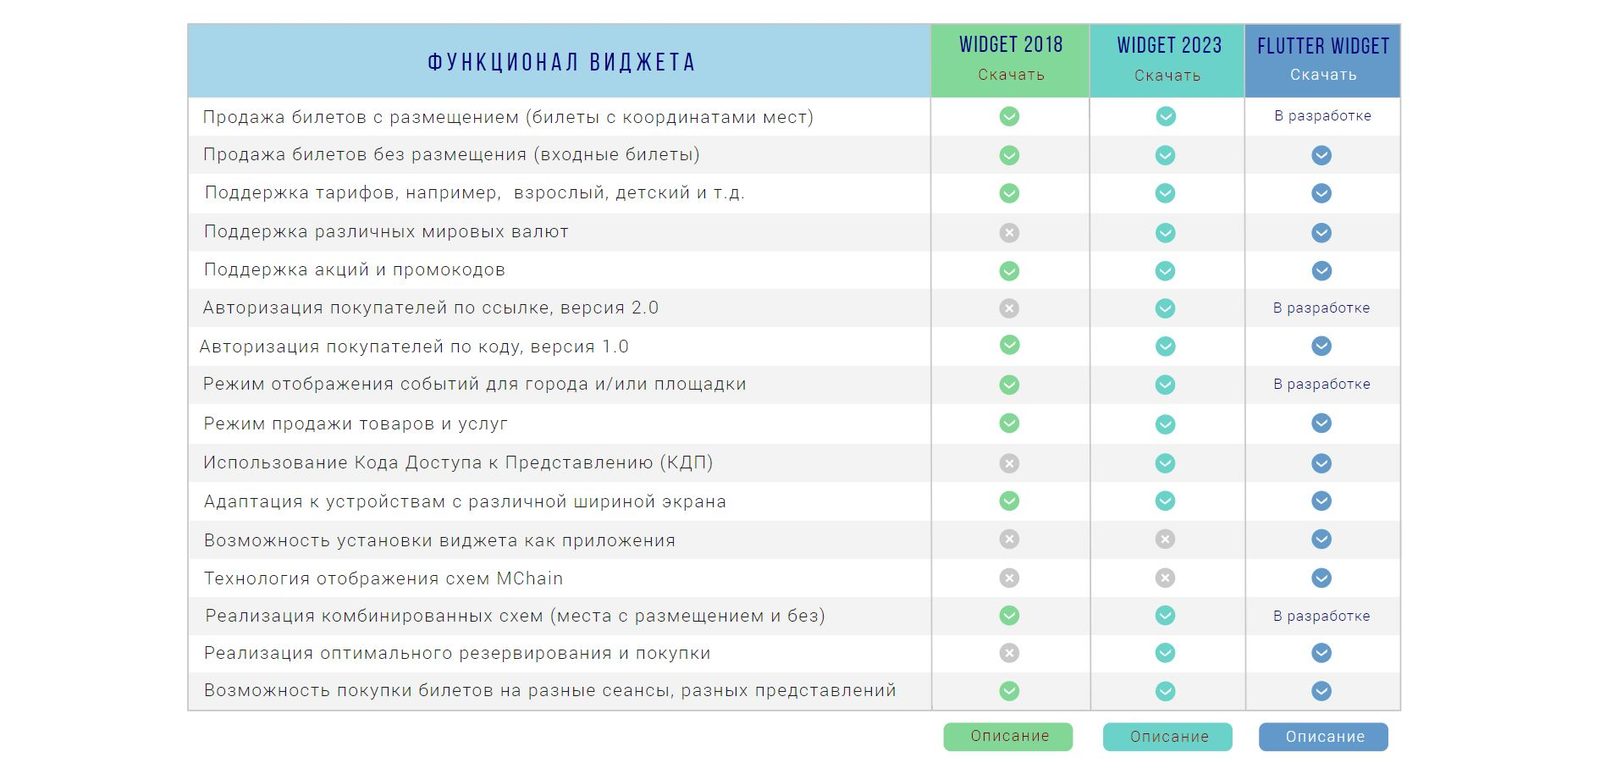 ФУНКЦИОНАЛ ВИДЖЕТА
WIDGET 2018
Скачать
WIDGET 2023
Скачать
FLUTTER WIDGET
Скачать
Продажа билетов с размещением (билеты с координатами мест) В разработке
Продажа билетов без размещения (входные билеты)
Поддержка тарифов, например, взрослый, детский и т.д.
Поддержка различных мировых валют
Поддержка акций и промокодов
Авторизация покупателей по ссылке, версия 2.0 В разработке
Авторизация покупателей по коду, версия 1.0
Режим отображения событий для города и/или площадки В разработке
Режим продажи товаров и услуг
Использование Кода Доступа к Представлению (КДП)
Адаптация к устройствам с различной шириной экрана
Возможность установки виджета как приложения
Технология отображения схем MChain
Реализация комбинированных схем (места с размещением и без) В разработке
Реализация оптимального резервирования и покупки
Возможность покупки билетов на разные сеансы, разных представлений
Описание Описание Описание